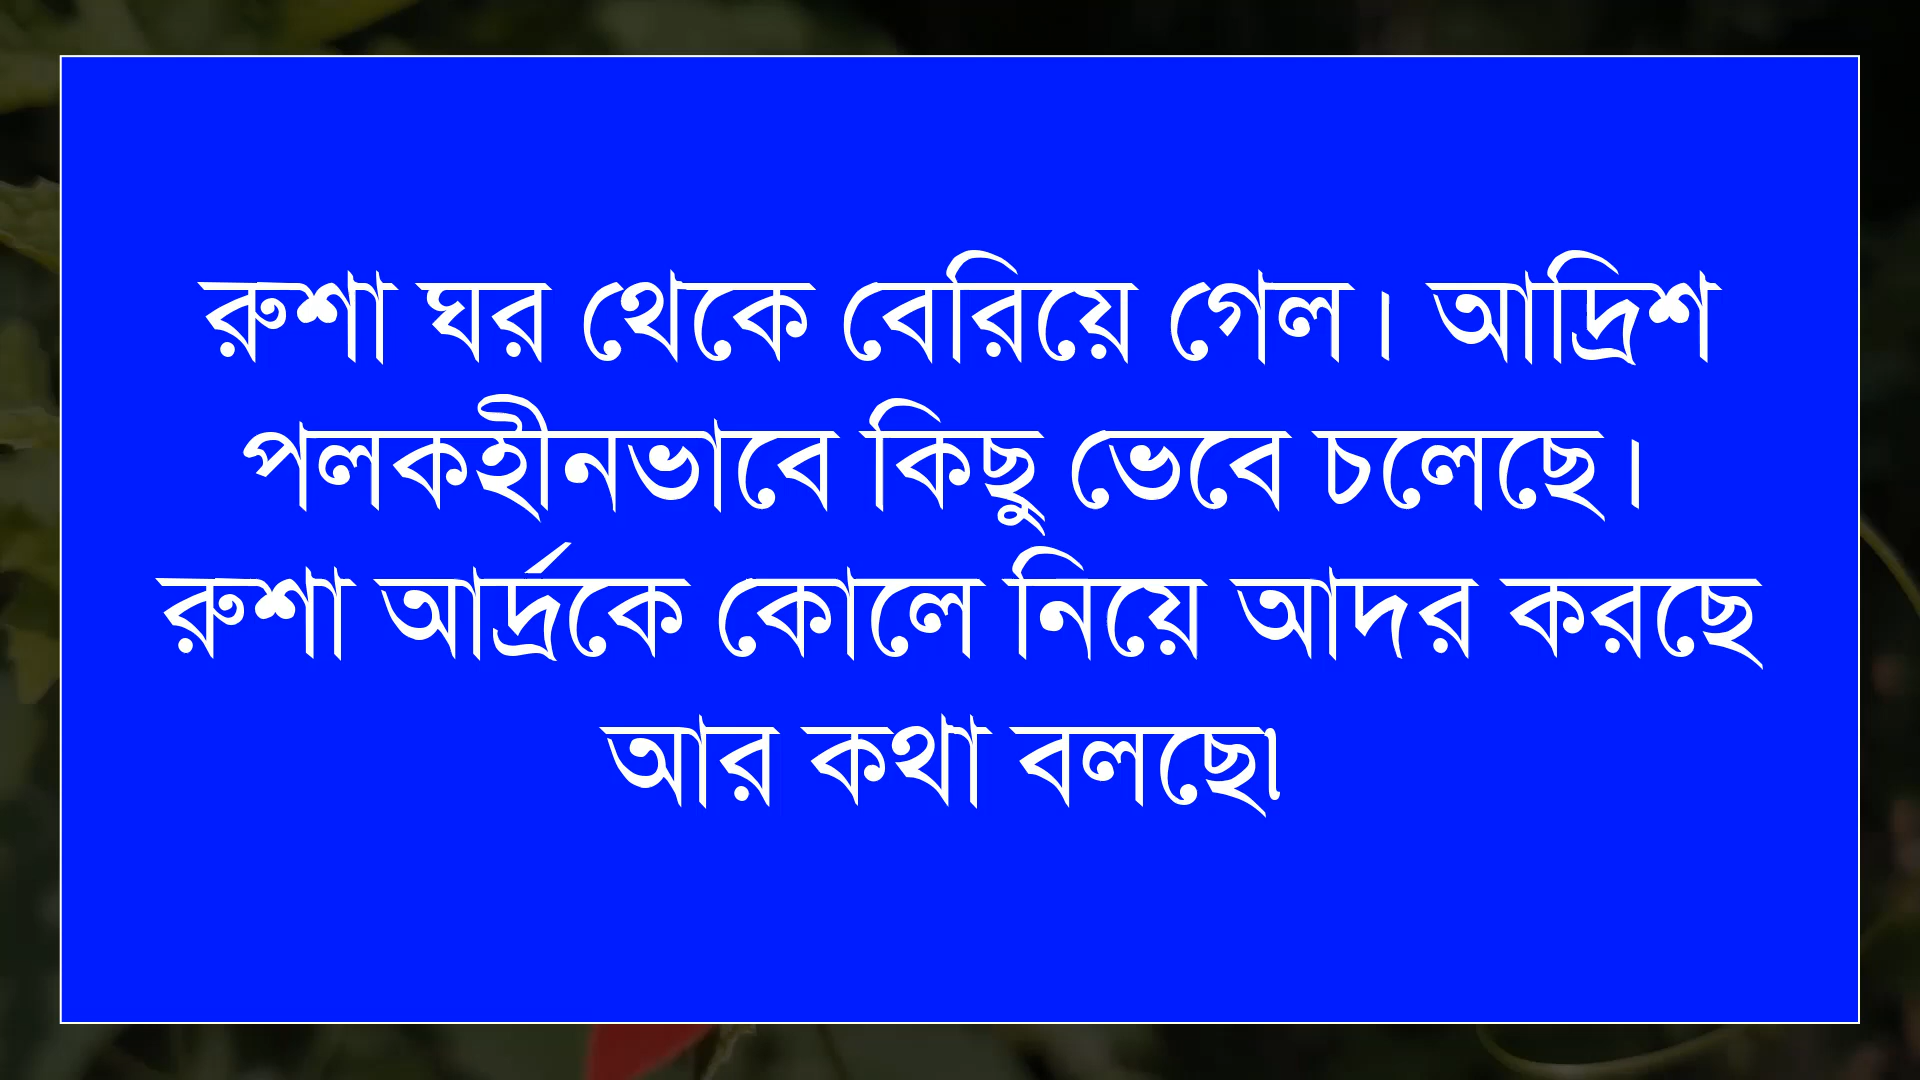 রুশা ঘর থেকে বেরিয়ে গেল। আদ্রিশ
পলকহীনভাবে কিছু ভেবে চলেছে।
রুশা আর্দ্রকে কোলে নিয়ে আদর করছে
আর কথা বলছো